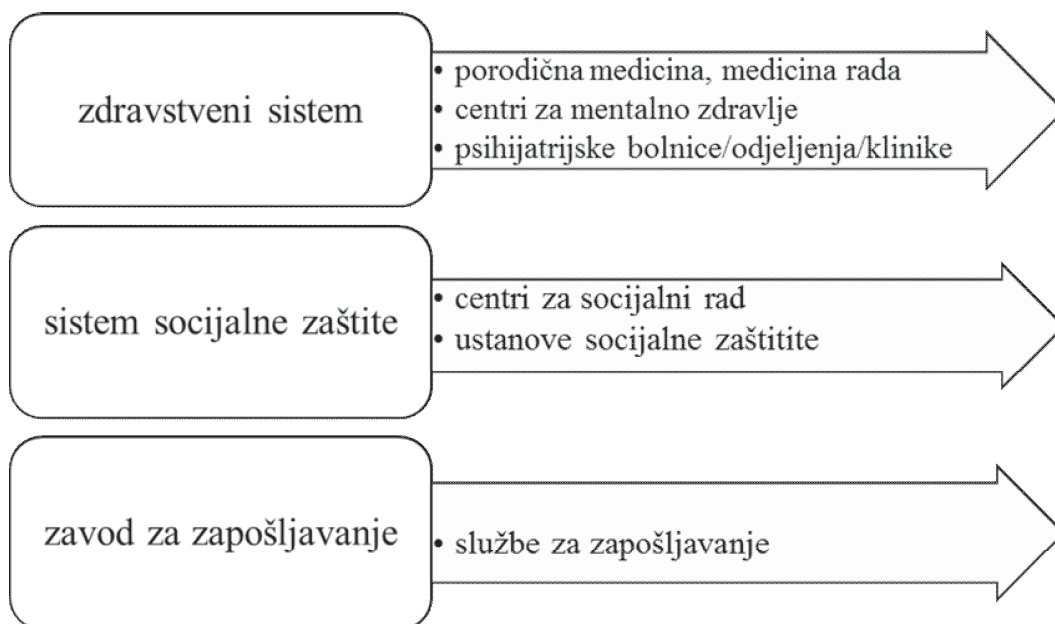 zdravstveni sistem
• porodična medicina, medicina rada
• centri za mentalno zdravlje
• psihijatrijske bolnice/odjeljenja/klinike
sistem socijalne zaštite
• centri za socijalni rad
• ustanove socijalne zaštitite
zavod za zapošljavanje
• službe za zapošljavanje